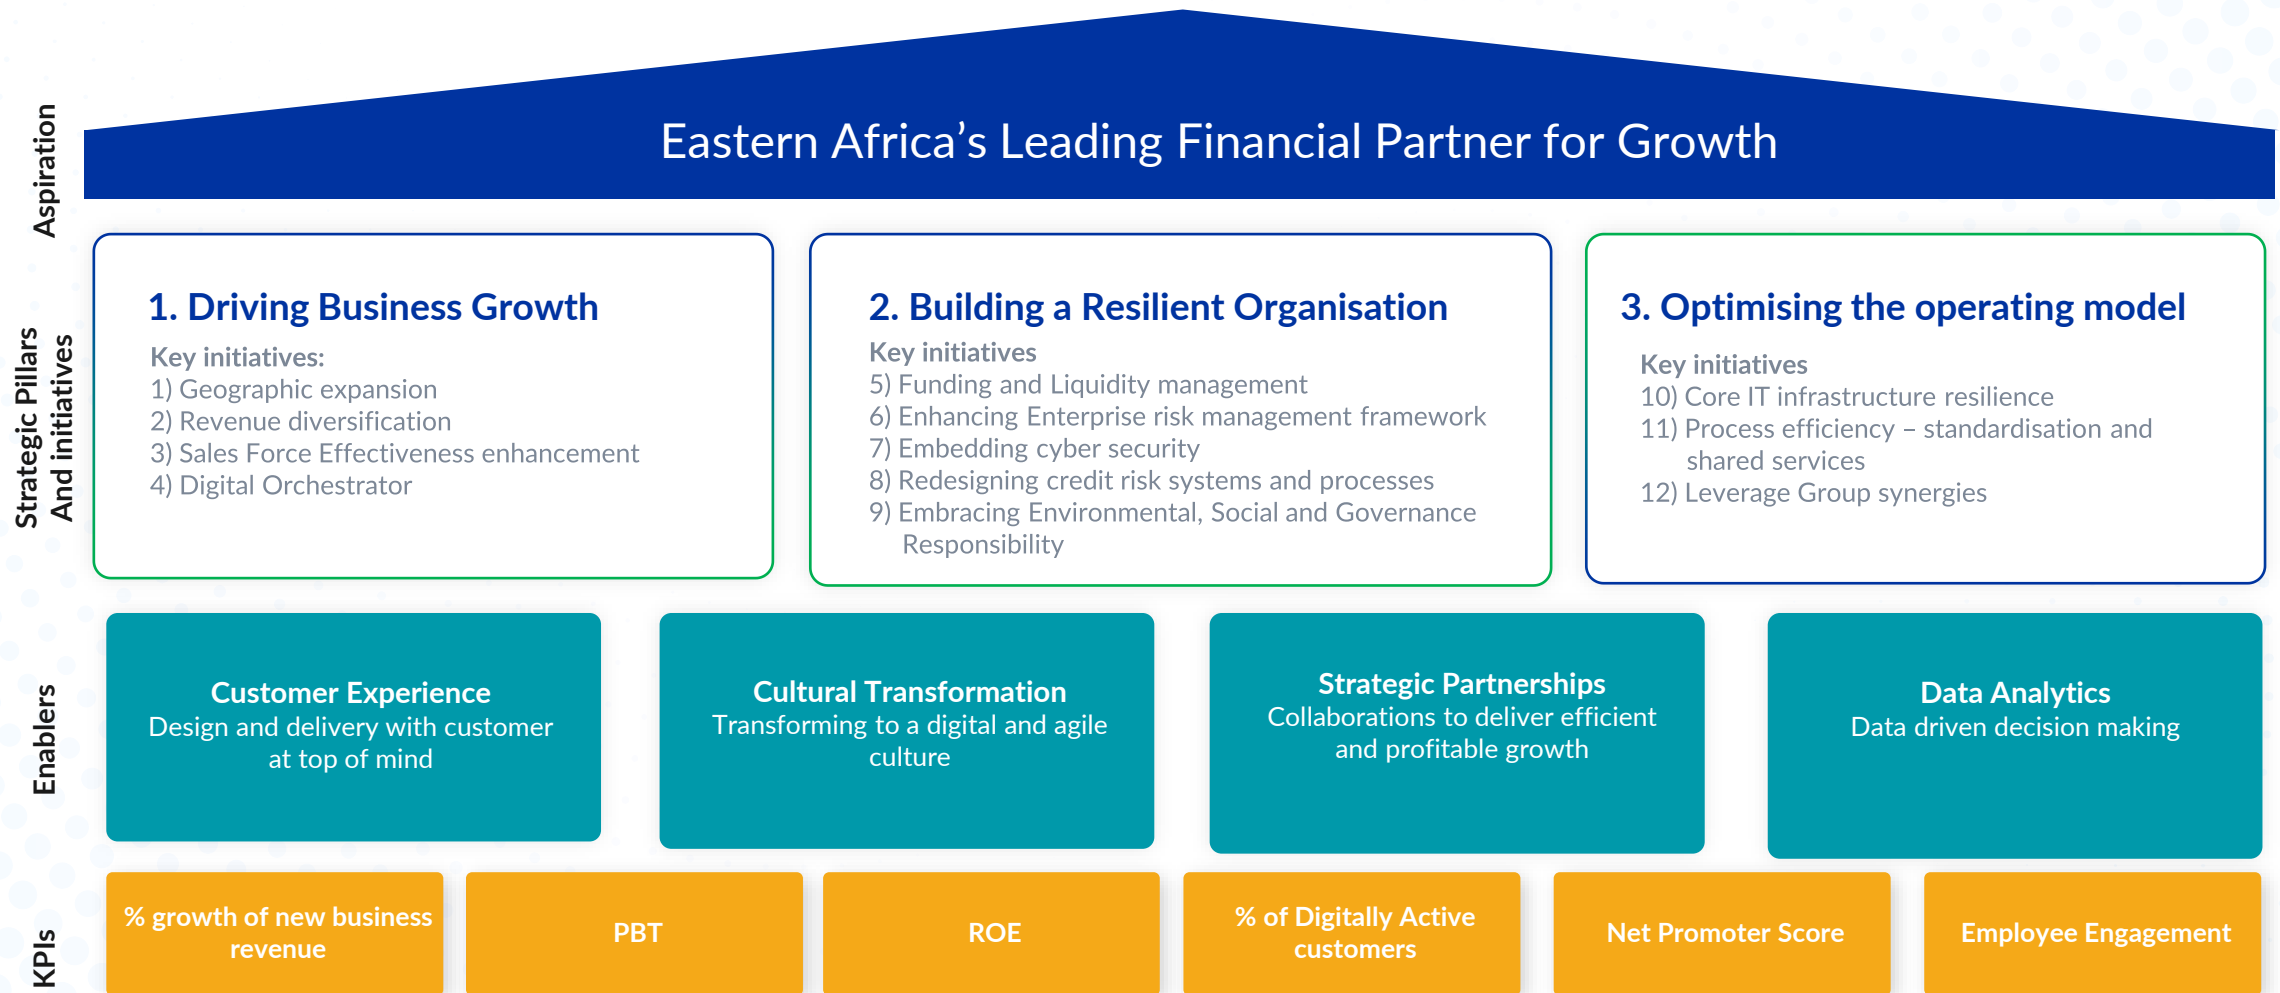 Aspiration
Eastern Africa’s Leading Financial Partner for Growth
Strategic Pillars
And initiatives
1. Driving Business Growth
Key initiatives:
1) Geographic expansion
2) Revenue diversification
3) Sales Force Effectiveness enhancement
4) Digital Orchestrator
2. Building a Resilient Organisation
Key initiatives
5) Funding and Liquidity management
6) Enhancing Enterprise risk management framework
7) Embedding cyber security
8) Redesigning credit risk systems and processes
9) Embracing Environmental, Social and Governance
Responsibility
3. Optimising the operating model
Key initiatives
10) Core IT infrastructure resilience
11) Process efficiency – standardisation and
shared services
12) Leverage Group synergies
Enablers
Customer Experience
Design and delivery with customer
at top of mind
Cultural Transformation
Transforming to a digital and agile
culture
Strategic Partnerships
Collaborations to deliver efficient
and profitable growth
Data Analytics
Data driven decision making
KPIs
% growth of new business
revenue
PBT
ROE
% of Digitally Active
customers
Net Promoter Score
Employee Engagement